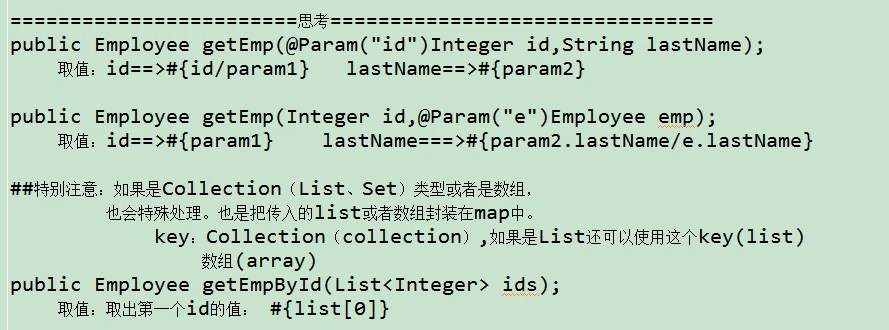 ========================思考================================
public Employee getEmp(@Param("id")Integer id,String lastName);
取值：id==>#{id/param1}   lastName==>#{param2}
public Employee getEmp(Integer id,@Param("e")Employee emp);
取值：id==>#{param1}    lastName===>#{param2.lastName/e.lastName}
##特别注意：如果是Collection（List、Set）类型或者是数组，
也会特殊处理。也是把传入的list或者数组封装在map中。
key：Collection（collection）,如果是List还可以使用这个key(list)
数组(array)
public Employee getEmpById(List<Integer> ids);
取值：取出第一个id的值： #{list[0]}